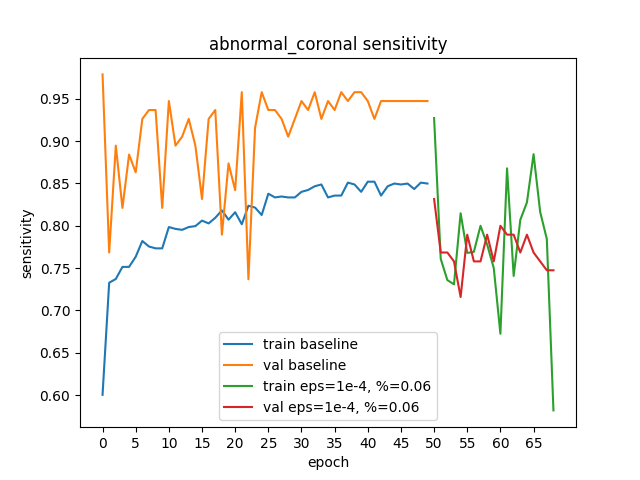 abnormal_coronal sensitivity
sensitivity
0.95
0.90
0.85
0.80
0.75
0.70
0.65
0.60
train baseline
val baseline
train eps=1e-4, %=0.06
val eps=1e-4, %=0.06
0 5 10 15 20 25 30 35 40 45 50 55 60 65
epoch